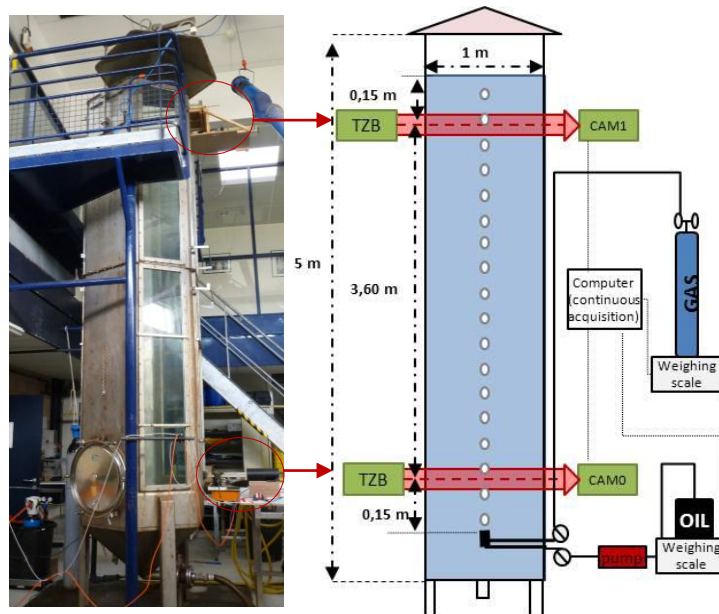 1 m
0,15 m
TZB
CAM1
5 m
3,60 m
Computer
(continuous
acquisition)
GAS
Weighing
scale
TZB
CAM0
0,15 m
OIL
pump
Weighing
scale